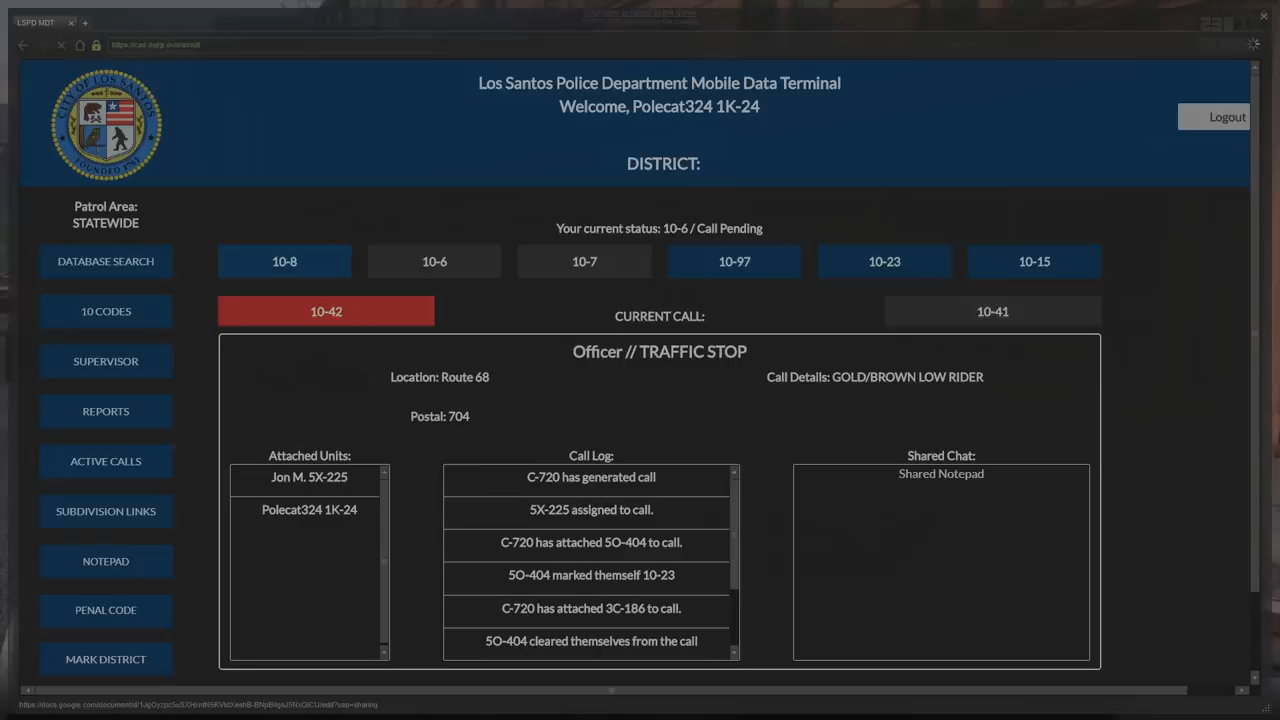 LSPD MDT
Los Santos Police Department Mobile Data Terminal
Welcome, Polecat324 1K-24
Logout
DISTRICT:
CITY OF LOS SANTOS
FOUNDED 1781
Patrol Area:
STATEWIDE
Your current status: 10-6 / Call Pending
DATABASE SEARCH
10-8
10-6
10-7
10-97
10-23
10-15
10 CODES
10-42
CURRENT CALL:
10-41
SUPERVISOR
Officer // TRAFFIC STOP
Location: Route 68
Call Details: GOLD/BROWN LOW RIDER
REPORTS
Postal: 704
ACTIVE CALLS
Attached Units:
Call Log:
Shared Chat:
Jon M. 5X-225
C-720 has generated call
Shared Notepad
SUBDIVISION LINKS
Polecat324 1K-24
5X-225 assigned to call.
C-720 has attached 5O-404 to call.
NOTEPAD
5O-404 marked themself 10-23
PENAL CODE
C-720 has attached 3C-186 to call.
5O-404 cleared themselves from the call
MARK DISTRICT